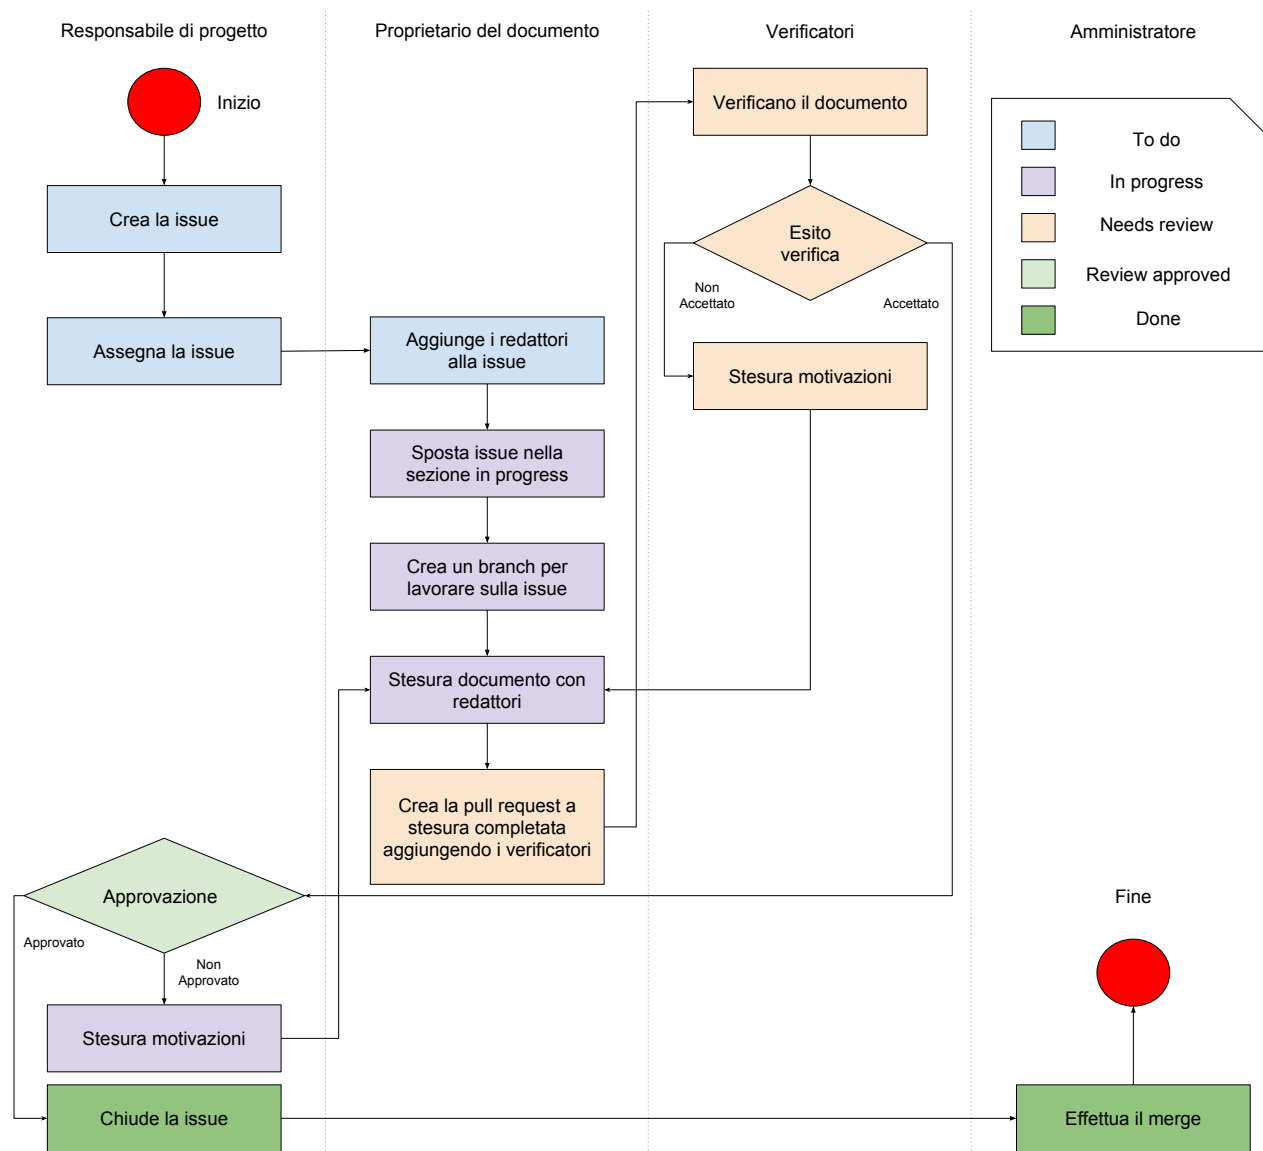 Responsabile di progetto
Proprietario del documento
Verificatori
Amministratore
Inizio
Verificano il documento
To do
In progress
Needs review
Review approved
Done
Crea la issue
Esito
verifica
Non
Accettato
Accettato
Assegna la issue
Aggiunge i redattori
alla issue
Stesura motivazioni
Sposta issue nella
sezione in progress
Crea un branch per
lavorare sulla issue
Stesura documento con
redattori
Crea la pull request a
stesura completata
aggiungendo i verificatori
Approvazione
Fine
Approvato
Non
Approvato
Stesura motivazioni
Chiude la issue
Effettua il merge